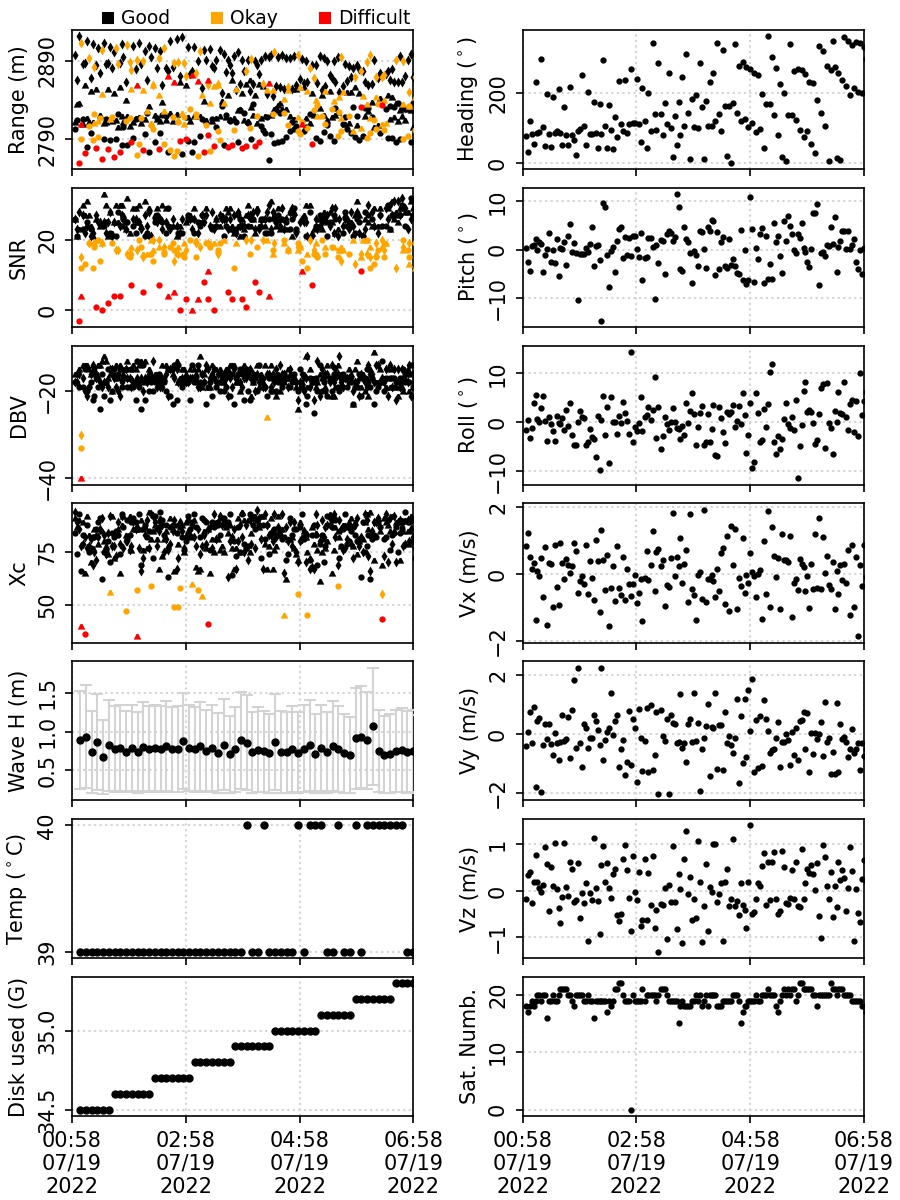 Good Okay Difficult
Range (m)
2890
2790
Heading (°)
200
0
SNR
20
0
Pitch (°)
10
0
−10
DBV
−20
−40
Roll (°)
10
0
−10
Xc
75
50
Vx (m/s)
2
0
−2
Wave H (m)
1.5
1.0
0.5
Vy (m/s)
2
0
−2
Temp (°C)
40
39
Vz (m/s)
1
0
−1
Disk used (G)
35.0
34.5
Sat. Numb.
20
10
0
00:58 02:58 04:58 06:58
07/19 07/19 07/19 07/19
2022 2022 2022 2022
00:58 02:58 04:58 06:58
07/19 07/19 07/19 07/19
2022 2022 2022 2022